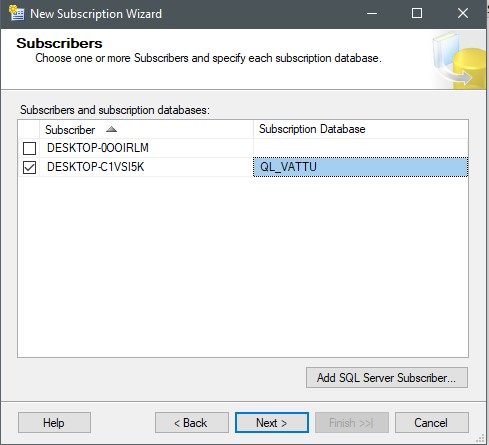 New Subscription Wizard
Subscribers
Choose one or more Subscribers and specify each subscription database.
Subscribers and subscription databases:
Subscriber Subscription Database
DESKTOP-0OOIRLM
DESKTOP-C1VSI5K QL_VATTU
Add SQL Server Subscriber...
Help < Back Next > Finish >>| Cancel